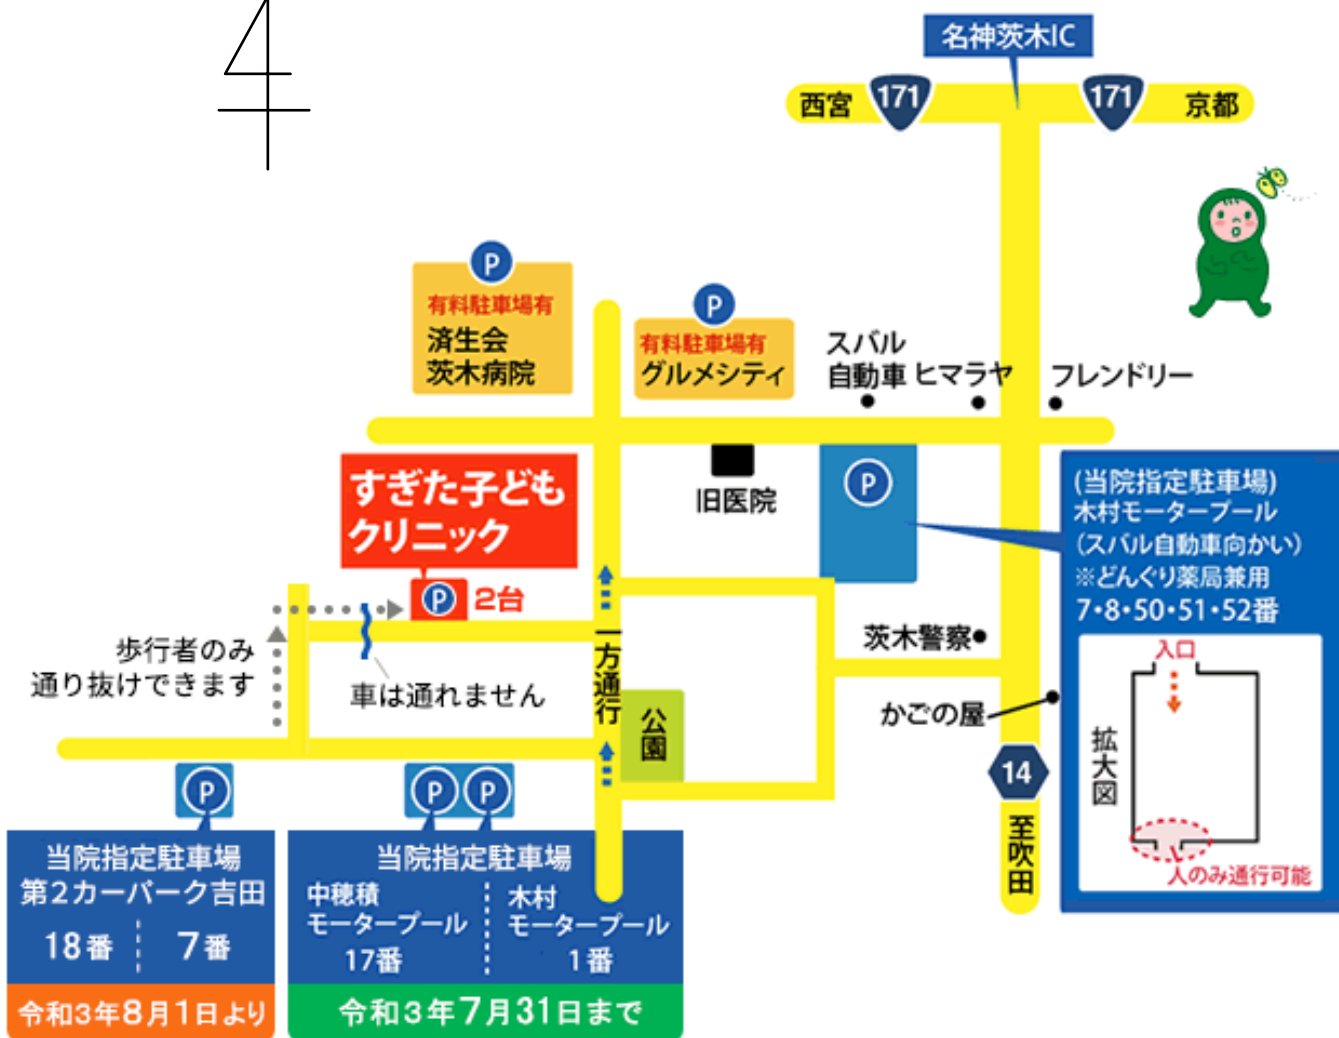 名神茨木IC
西宮
171
171
京都
P
有料駐車場有
済生会
茨木病院
P
有料駐車場有
グルメシティ
スバル
自動車
ヒマラヤ
フレンドリー
すぎた子ども
クリニック
P
2台
旧医院
P
(当院指定駐車場)
木村モータープール
(スバル自動車向かい)
※どんぐり薬局兼用
7・8・50・51・52番
入口
拡大図
人のみ通行可能
歩行者のみ
通り抜けできます
車は通れません
一方通行
公園
茨木警察
かごの屋
14
至吹田
P
当院指定駐車場
第2カーパーク吉田
18番
7番
令和3年8月1日より
P
P
当院指定駐車場
中穂積
モータープール
17番
木村
モータープール
1番
令和3年7月31日まで